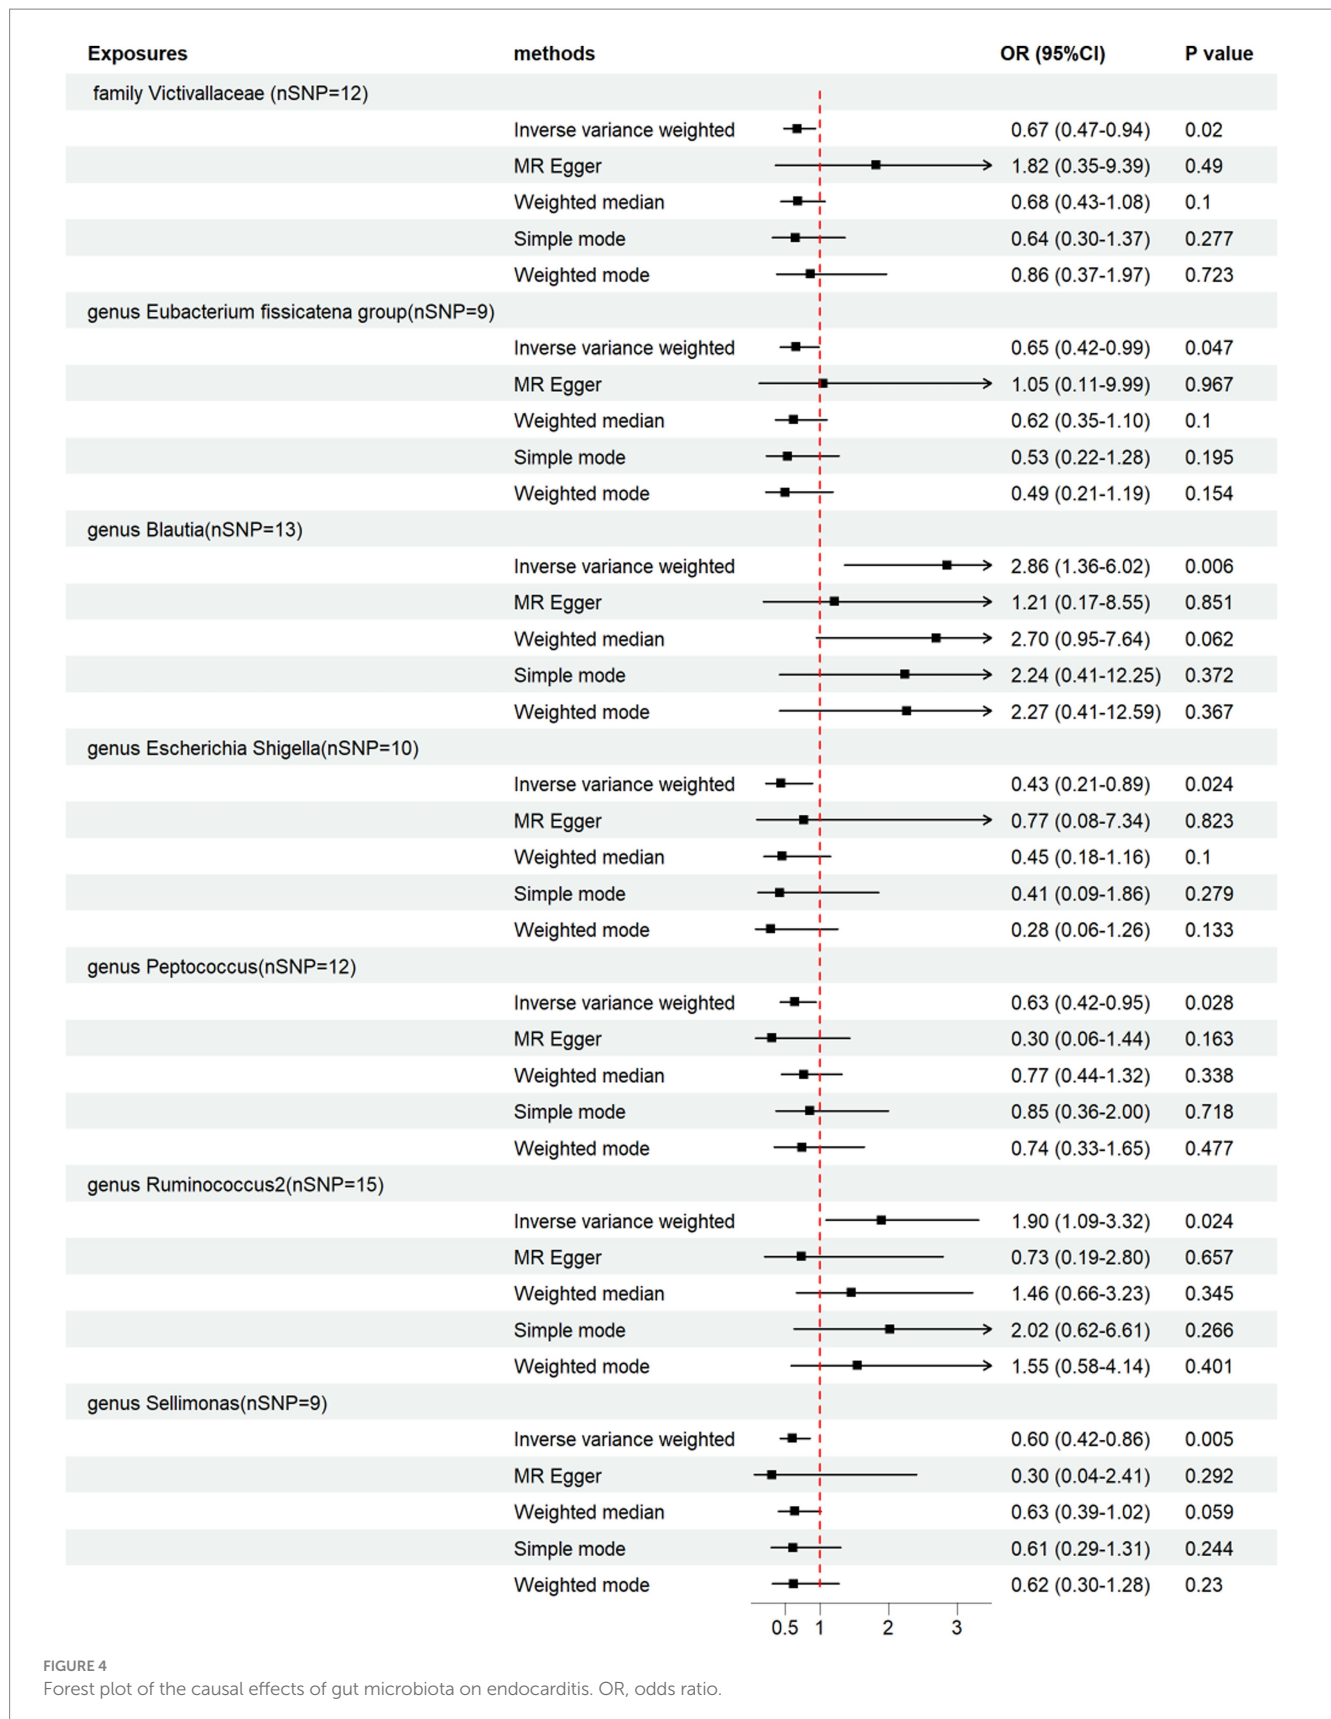 Exposures methods OR (95%CI) P value
family Victivallaceae (nSNP=12)
Inverse variance weighted 0.67 (0.47-0.94) 0.02
MR Egger 1.82 (0.35-9.39) 0.49
Weighted median 0.68 (0.43-1.08) 0.1
Simple mode 0.64 (0.30-1.37) 0.277
Weighted mode 0.86 (0.37-1.97) 0.723
genus Eubacterium fissicatena group(nSNP=9)
Inverse variance weighted 0.65 (0.42-0.99) 0.047
MR Egger 1.05 (0.11-9.99) 0.967
Weighted median 0.62 (0.35-1.10) 0.1
Simple mode 0.53 (0.22-1.28) 0.195
Weighted mode 0.49 (0.21-1.19) 0.154
genus Blautia(nSNP=13)
Inverse variance weighted 2.86 (1.36-6.02) 0.006
MR Egger 1.21 (0.17-8.55) 0.851
Weighted median 2.70 (0.95-7.64) 0.062
Simple mode 2.24 (0.41-12.25) 0.372
Weighted mode 2.27 (0.41-12.59) 0.367
genus Escherichia Shigella(nSNP=10)
Inverse variance weighted 0.43 (0.21-0.89) 0.024
MR Egger 0.77 (0.08-7.34) 0.823
Weighted median 0.45 (0.18-1.16) 0.1
Simple mode 0.41 (0.09-1.86) 0.279
Weighted mode 0.28 (0.06-1.26) 0.133
genus Peptococcus(nSNP=12)
Inverse variance weighted 0.63 (0.42-0.95) 0.028
MR Egger 0.30 (0.06-1.44) 0.163
Weighted median 0.77 (0.44-1.32) 0.338
Simple mode 0.85 (0.36-2.00) 0.718
Weighted mode 0.74 (0.33-1.65) 0.477
genus Ruminococcus2(nSNP=15)
Inverse variance weighted 1.90 (1.09-3.32) 0.024
MR Egger 0.73 (0.19-2.80) 0.657
Weighted median 1.46 (0.66-3.23) 0.345
Simple mode 2.02 (0.62-6.61) 0.266
Weighted mode 1.55 (0.58-4.14) 0.401
genus Sellimonas(nSNP=9)
Inverse variance weighted 0.60 (0.42-0.86) 0.005
MR Egger 0.30 (0.04-2.41) 0.292
Weighted median 0.63 (0.39-1.02) 0.059
Simple mode 0.61 (0.29-1.31) 0.244
Weighted mode 0.62 (0.30-1.28) 0.23
0.5 1 2 3
FIGURE 4
Forest plot of the causal effects of gut microbiota on endocarditis. OR, odds ratio.